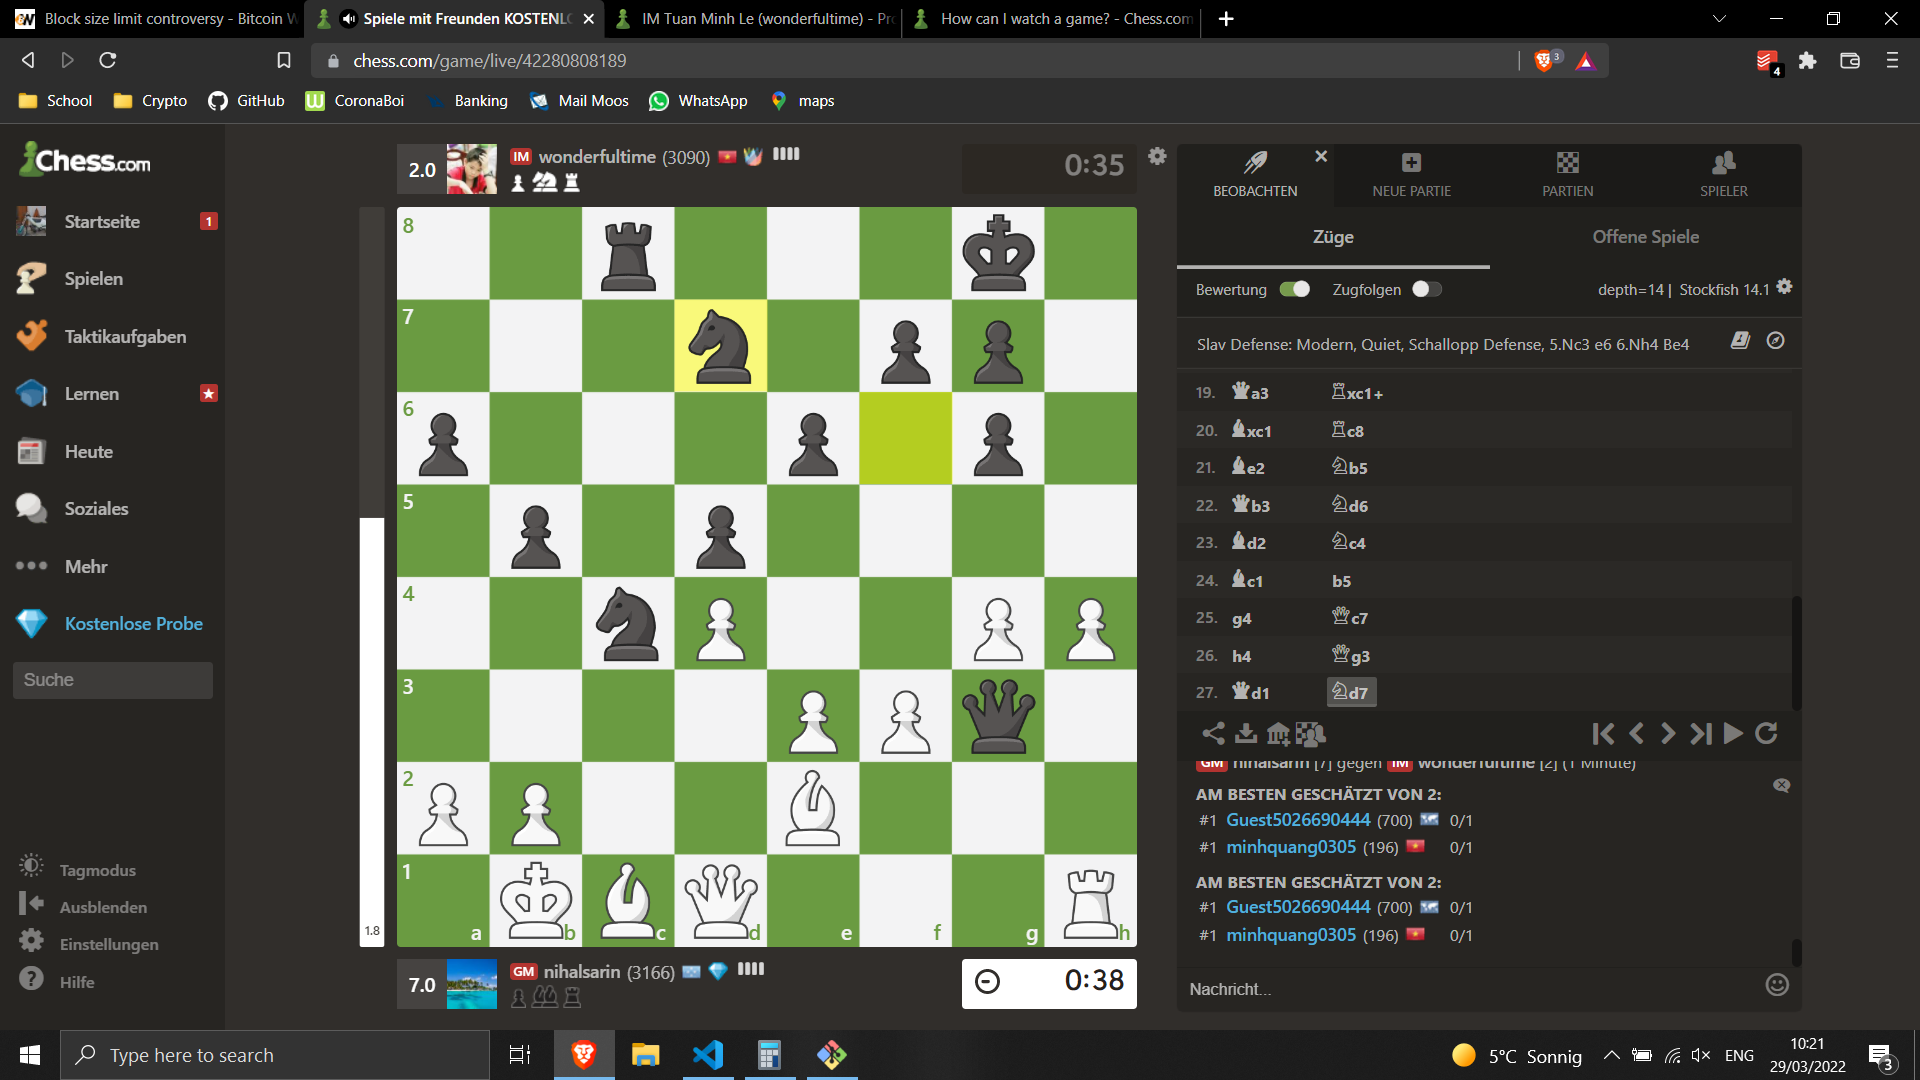 Block size limit controversy - Bitcoin W
Spiele mit Freunden KOSTENLO
IM Tuan Minh Le (wonderfultime) - Pro
How can I watch a game? - Chess.com
chess.com/game/live/42280808189
3
4
School
Crypto
GitHub
CoronaBoi
Banking
Mail Moos
WhatsApp
maps
Chess.com
Startseite
1
Spielen
Taktikaufgaben
Lernen
Heute
Soziales
Mehr
Kostenlose Probe
Suche
Tagmodus
Ausblenden
Einstellungen
Hilfe
2.0
IM wonderfultime (3090)
0:35
8
7
6
5
4
3
2
1
a
b
c
d
e
f
g
h
1.8
7.0
GM nihalsarin (3166)
0:38
BEOBACHTEN
NEUE PARTIE
PARTIEN
SPIELER
Züge
Offene Spiele
Bewertung
Zugfolgen
depth=14 | Stockfish 14.1
Slav Defense: Modern, Quiet, Schallopp Defense, 5.Nc3 e6 6.Nh4 Be4
19. a3 xc1+
20. xc1 c8
21. e2 b5
22. b3 d6
23. d2 c4
24. c1 b5
25. g4 c7
26. h4 g3
27. d1 d7
GM nihalsarin [7] gegen IM wonderfultime [2] (1 Minute)
AM BESTEN GESCHÄTZT VON 2:
#1 Guest5026690444 (700) 0/1
#1 minhquang0305 (196) 0/1
AM BESTEN GESCHÄTZT VON 2:
#1 Guest5026690444 (700) 0/1
#1 minhquang0305 (196) 0/1
Nachricht...
Type here to search
5°C Sonnig
ENG
10:21
29/03/2022
3